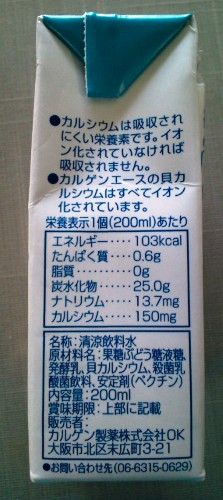 ●カルシウムは吸収され
にくい栄養素です。イオ
ン化されていなければ
吸収されません。
●カルゲンエースの貝カ
ルシウムはすべてイオン
化されています。
栄養表示1個(200ml)あたり
エネルギー‥‥103kcal
たんぱく質‥‥0.6g
脂質‥‥‥‥0g
炭水化物‥‥25.0g
ナトリウム‥‥13.7mg
カルシウム‥‥150mg
名称:清涼飲料水
原材料名:果糖ぶどう糖液糖、
発酵乳、貝カルシウム、殺菌乳
酸菌飲料、安定剤(ペクチン)
内容量:200ml
賞味期限:上部に記載
販売者:
カルゲン製薬株式会社OK
大阪市北区末広町3-21
●お問い合わせ先(06-6315-0629)